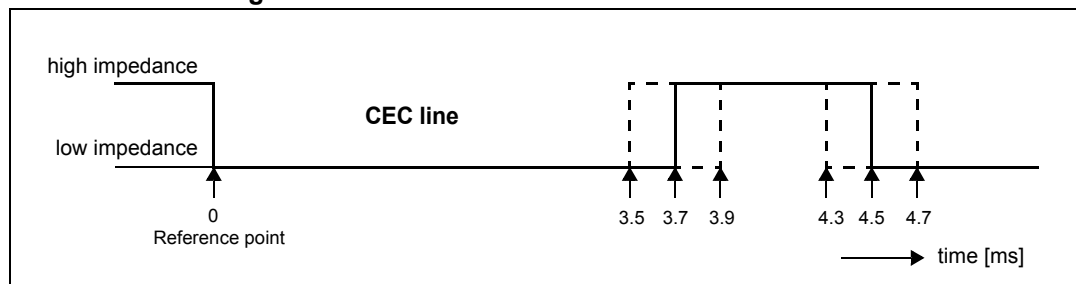 high impedance
CEC line
low impedance
0
Reference point
3.5 3.7 3.9 4.3 4.5 4.7
time [ms]